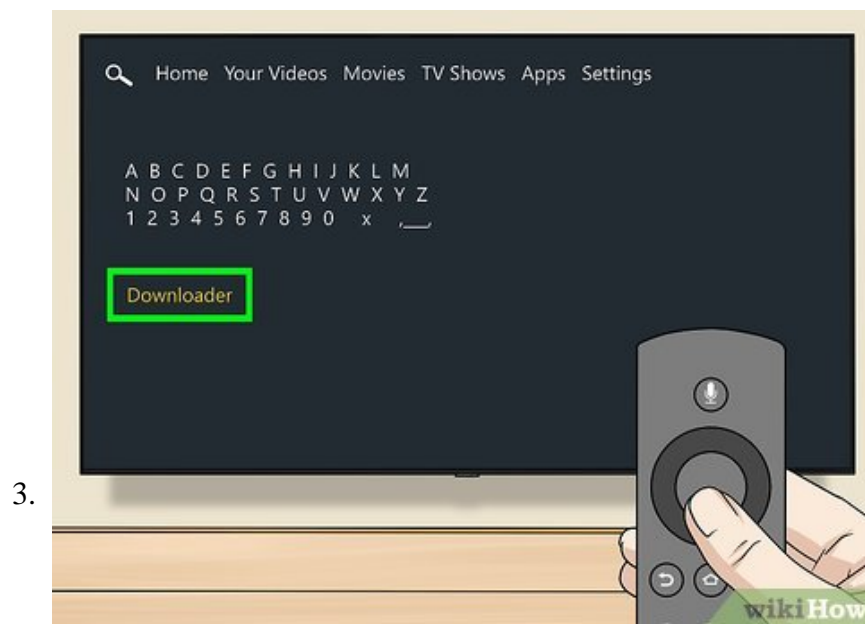 Home Your Videos Movies TV Shows Apps Settings
A B C D E F G H I J K L M
N O P Q R S T U V W X Y Z
1 2 3 4 5 6 7 8 9 0 x
Downloader
3.
wikiHow